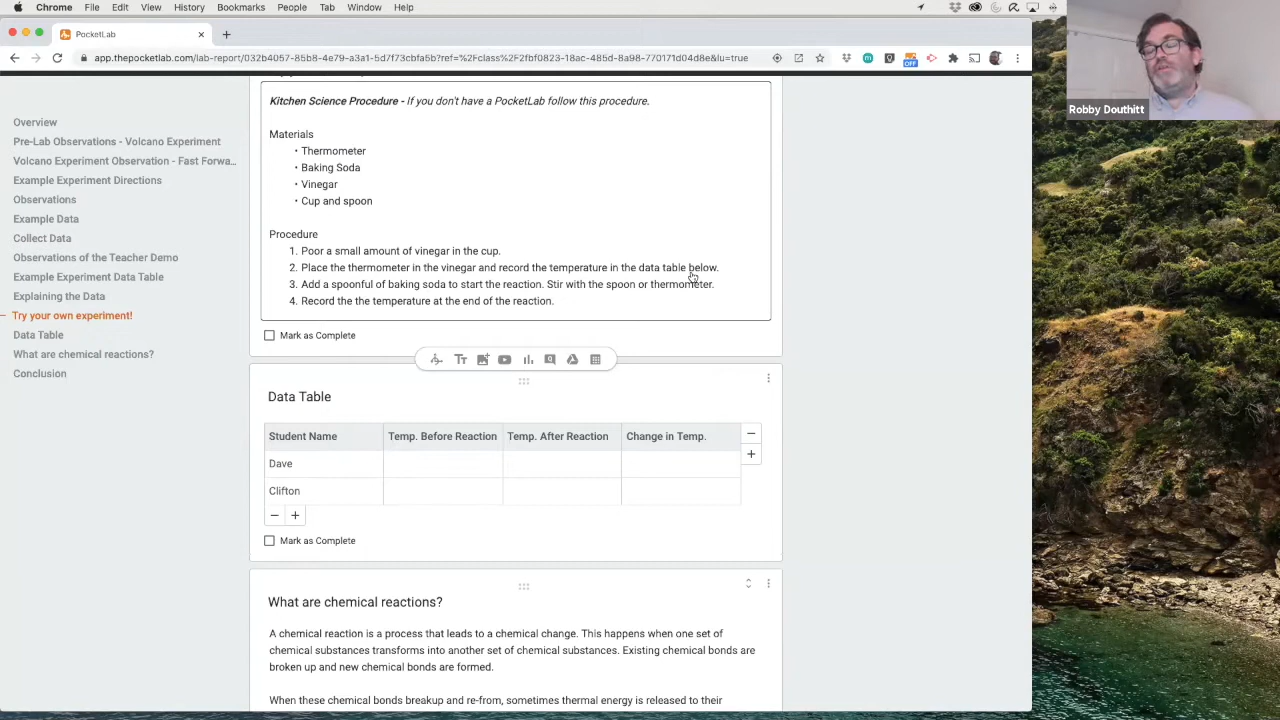 Chrome File Edit View History Bookmarks People Tab Window Help
PocketLab
app.thepocketlab.com/lab-report/032b4057-85b8-4e79-a3a1-5d7f73cbfa5b?ref=%2Fclass%2F2fbf0823-18ac-485d-8a98-770171d04d8e&lu=true
OFF
Robby Douthitt
Overview
Pre-Lab Observations - Volcano Experiment
Volcano Experiment Observation - Fast Forwa...
Example Experiment Directions
Observations
Example Data
Collect Data
Observations of the Teacher Demo
Example Experiment Data Table
Explaining the Data
Try your own experiment!
Data Table
What are chemical reactions?
Conclusion
Kitchen Science Procedure - If you don't have a PocketLab follow this procedure.
Materials
• Thermometer
• Baking Soda
• Vinegar
• Cup and spoon
Procedure
1. Poor a small amount of vinegar in the cup.
2. Place the thermometer in the vinegar and record the temperature in the data table below.
3. Add a spoonful of baking soda to start the reaction. Stir with the spoon or thermometer.
4. Record the the temperature at the end of the reaction.
Mark as Complete
Data Table
Student Name Temp. Before Reaction Temp. After Reaction Change in Temp.
Dave
Clifton
Mark as Complete
What are chemical reactions?
A chemical reaction is a process that leads to a chemical change. This happens when one set of
chemical substances transforms into another set of chemical substances. Existing chemical bonds are
broken up and new chemical bonds are formed.
When these chemical bonds breakup and re-from, sometimes thermal energy is released to their